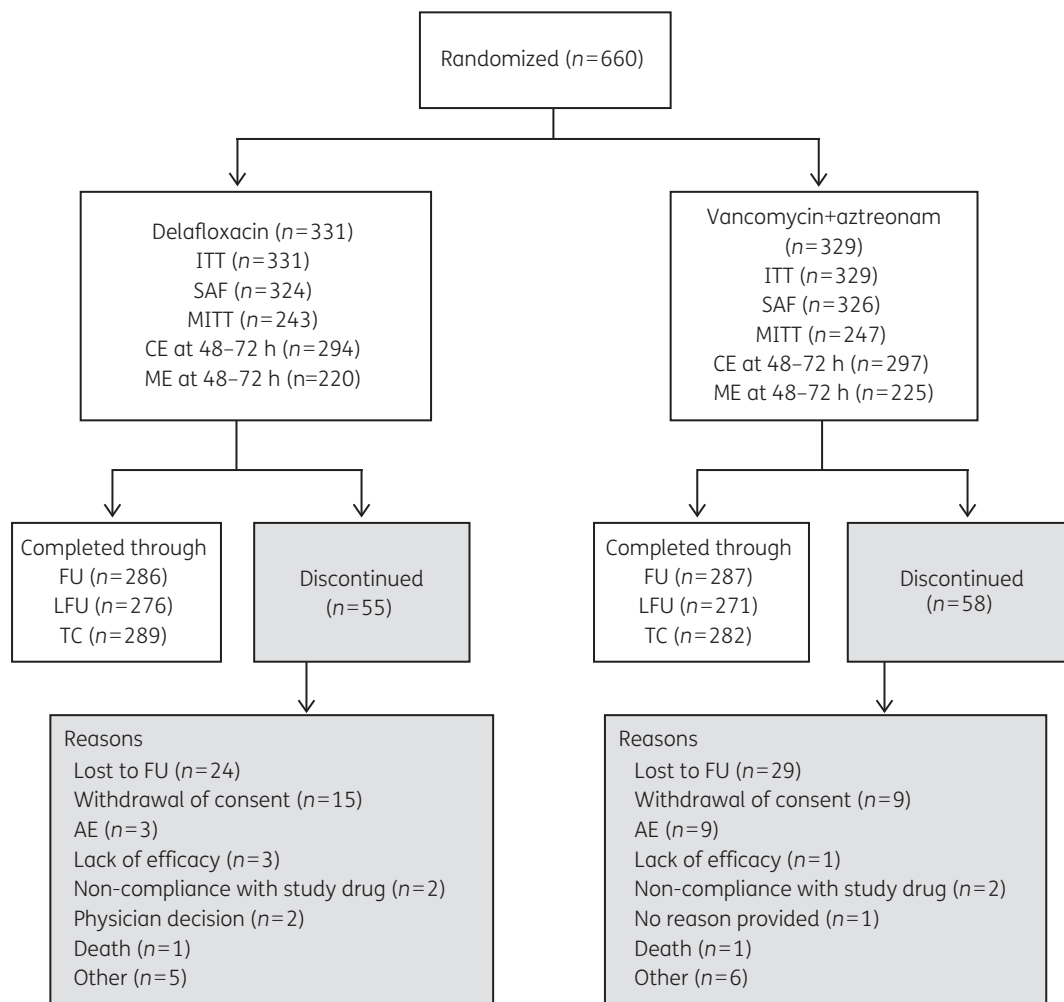 Randomized (n=660)
Delafloxacin (n=331)
ITT (n=331)
SAF (n=324)
MITT (n=243)
CE at 48–72 h (n=294)
ME at 48–72 h (n=220)
Vancomycin+aztreonam
(n=329)
ITT (n=329)
SAF (n=326)
MITT (n=247)
CE at 48–72 h (n=297)
ME at 48–72 h (n=225)
Completed through
FU (n=286)
LFU (n=276)
TC (n=289)
Discontinued
(n=55)
Completed through
FU (n=287)
LFU (n=271)
TC (n=282)
Discontinued
(n=58)
Reasons
Lost to FU (n=24)
Withdrawal of consent (n=15)
AE (n=3)
Lack of efficacy (n=3)
Non-compliance with study drug (n=2)
Physician decision (n=2)
Death (n=1)
Other (n=5)
Reasons
Lost to FU (n=29)
Withdrawal of consent (n=9)
AE (n=9)
Lack of efficacy (n=1)
Non-compliance with study drug (n=2)
No reason provided (n=1)
Death (n=1)
Other (n=6)